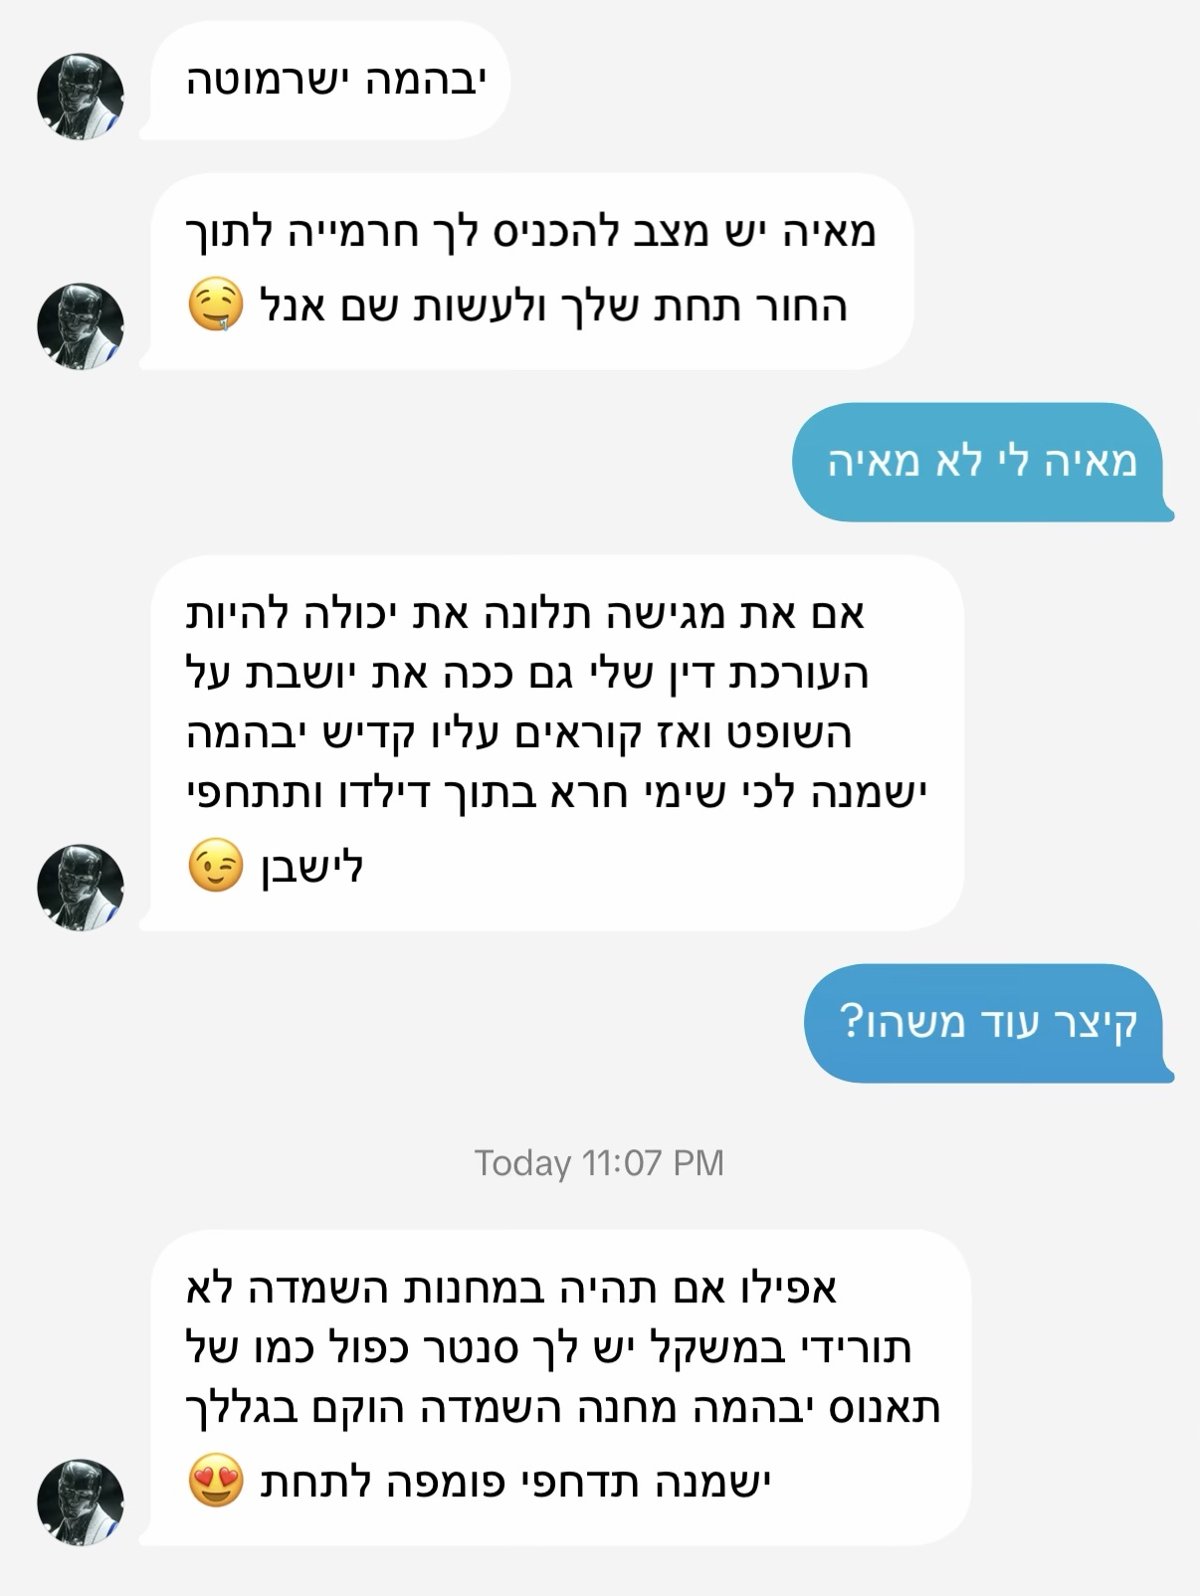 יבהמה ישרמוטה
מאיה יש מצב להכניס לך חרמייה לתוך
החור תחת שלך ולעשות שם אנל 🤤
מאיה לי לא מאיה
אם את מגישה תלונה את יכולה להיות
העורכת דין שלי גם ככה את יושבת על
השופט ואז קוראים עליו קדיש יבהמה
ישמנה לכי שימי חרא בתוך דילדו ותתחפי
לישבן 😉
קיצר עוד משהו?
Today 11:07 PM
אפילו אם תהיה במחנות השמדה לא
תורידי במשקל יש לך סנטר כפול כמו של
תאנוס יבהמה מחנה השמדה הוקם בגללך
ישמנה תדחפי פומפה לתחת 😍